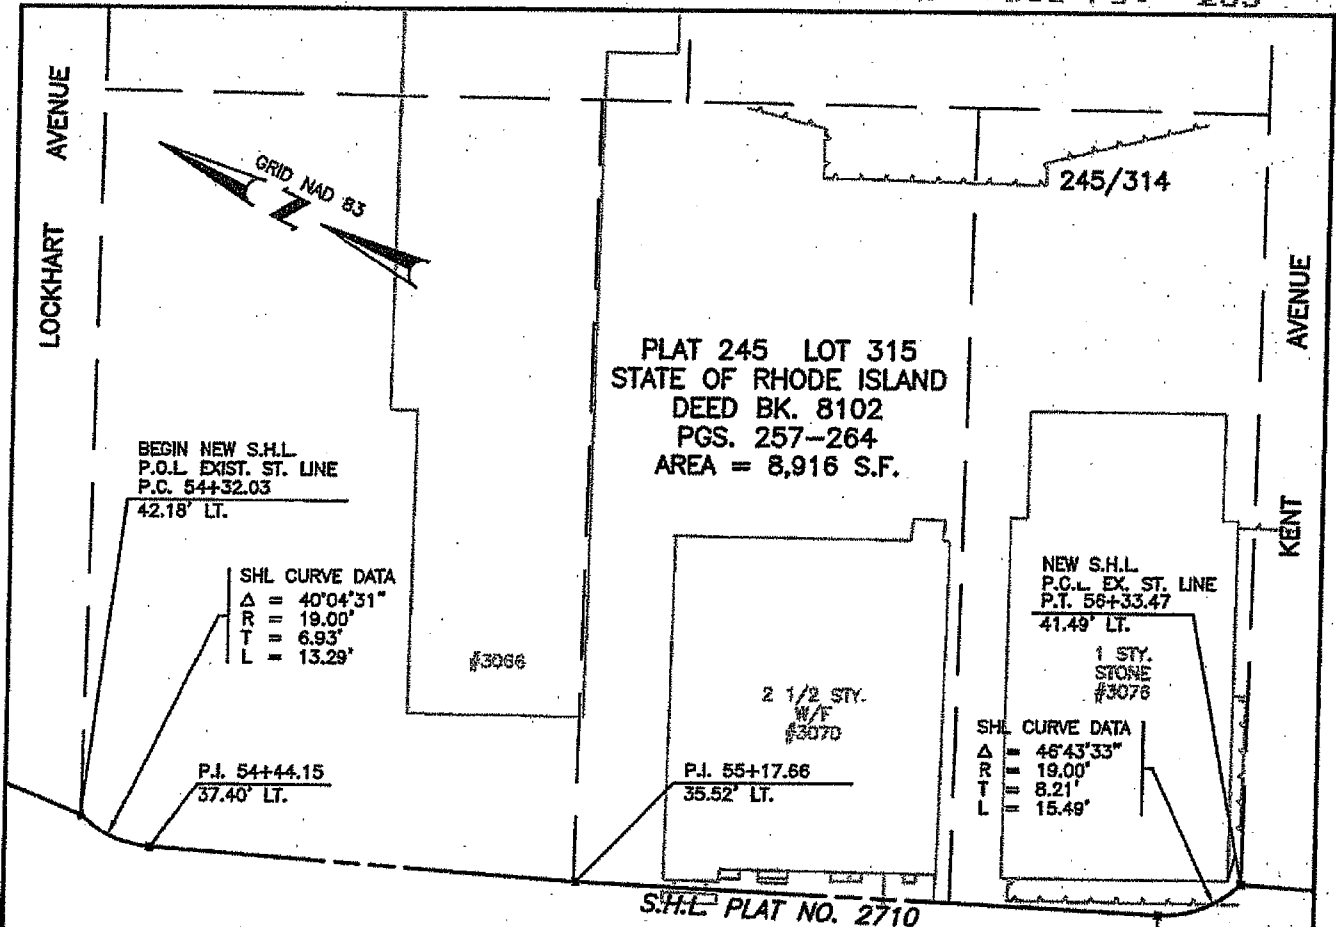 LOCKHART AVENUE
GRID NAD 83
N
245/314
KENT AVENUE
PLAT 245 LOT 315
STATE OF RHODE ISLAND
DEED BK. 8102
PGS. 257-264
AREA = 8,916 S.F.
BEGIN NEW S.H.L.
P.O.L. EXIST. ST. LINE
P.C. 54+32.03
42.18' LT.
SHL CURVE DATA
Δ = 40°04'31"
R = 19.00'
T = 6.93'
L = 13.29'
#3066
NEW S.H.L.
P.C.L. EX. ST. LINE
P.T. 56+33.47
41.49' LT.
1 STY.
STONE
#3076
2 1/2 STY.
W/F
#3070
SHL CURVE DATA
Δ = 46°43'33"
R = 19.00'
T = 8.21'
L = 15.49'
P.I. 54+44.15
37.40' LT.
P.I. 55+17.66
35.52' LT.
S.H.L. PLAT NO. 2710